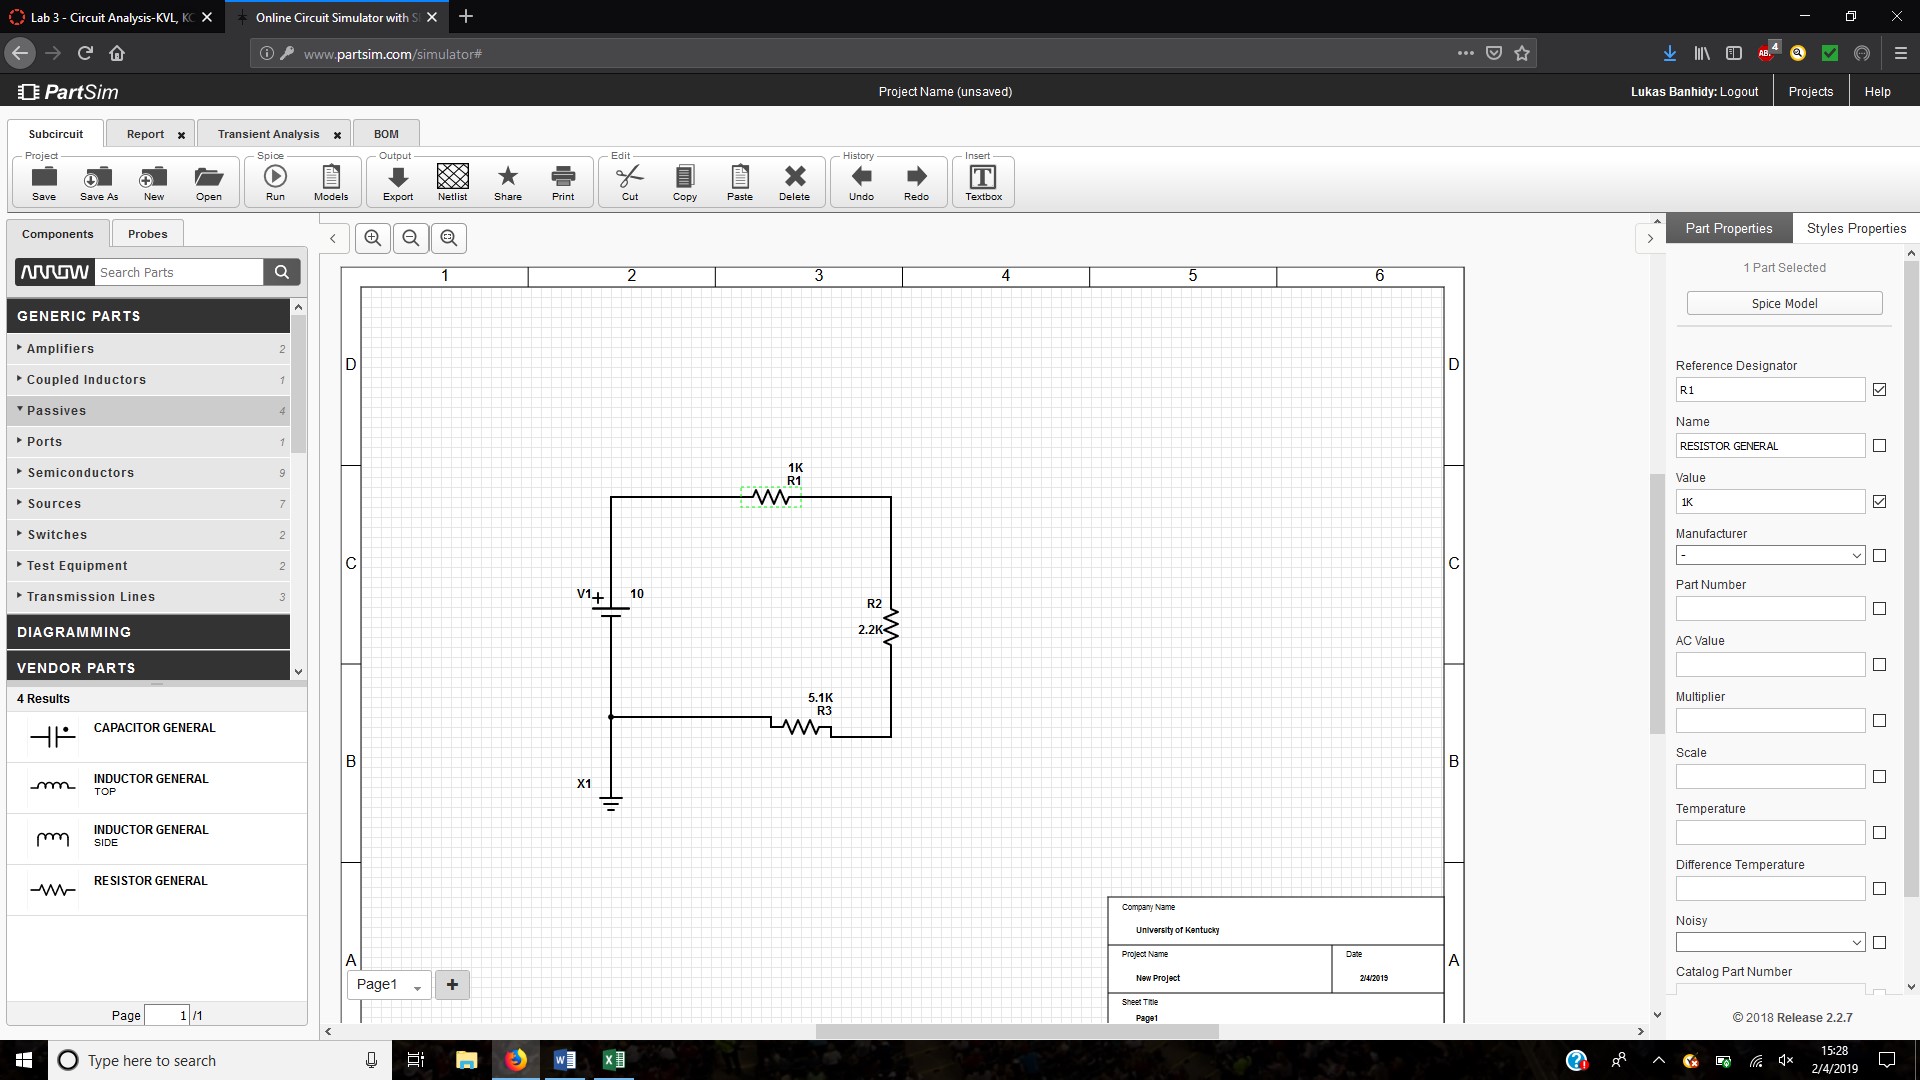 Lab 3 - Circuit Analysis-KVL, KC
Online Circuit Simulator with S
www.partsim.com/simulator#
ABP
4
PartSim
Project Name (unsaved)
Lukas Banhidy: Logout
Projects
Help
Subcircuit
Report
Transient Analysis
BOM
Project
Save
Save As
New
Open
Spice
Run
Models
Output
Export
Netlist
Share
Print
Edit
Cut
Copy
Paste
Delete
History
Undo
Redo
Insert
T
Textbox
Components
Probes
ARROW
Search Parts
GENERIC PARTS
Amplifiers 2
Coupled Inductors 1
Passives 4
Ports 1
Semiconductors 9
Sources 7
Switches 2
Test Equipment 2
Transmission Lines 3
DIAGRAMMING
VENDOR PARTS
4 Results
CAPACITOR GENERAL
INDUCTOR GENERAL
TOP
INDUCTOR GENERAL
SIDE
RESISTOR GENERAL
Page 1 /1
1 2 3 4 5 6
D D
C C
B B
A A
1K
R1
V1 + 10
R2
2.2K
5.1K
R3
X1
Company Name
University of Kentucky
Project Name
New Project
Date
2/4/2019
Sheet Title
Page1
Page1
Part Properties
Styles Properties
1 Part Selected
Spice Model
Reference Designator
R1
Name
RESISTOR GENERAL
Value
1K
Manufacturer
-
Part Number
AC Value
Multiplier
Scale
Temperature
Difference Temperature
Noisy
Catalog Part Number
© 2018 Release 2.2.7
Type here to search
15:28
2/4/2019